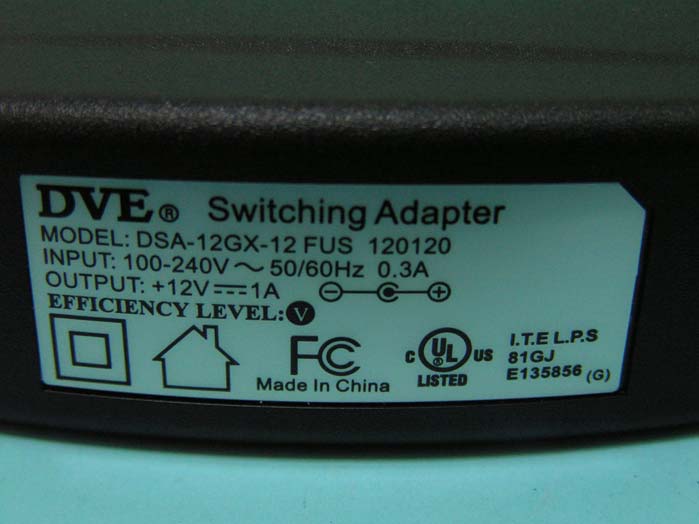 DVE® Switching Adapter
MODEL: DSA-12GX-12 FUS 120120
INPUT: 100-240V ~ 50/60Hz 0.3A
OUTPUT: +12V⎓1A
EFFICIENCY LEVEL: V
FC
Made In China
C UL US
LISTED
I.T.E L.P.S
81GJ
E135856 (G)